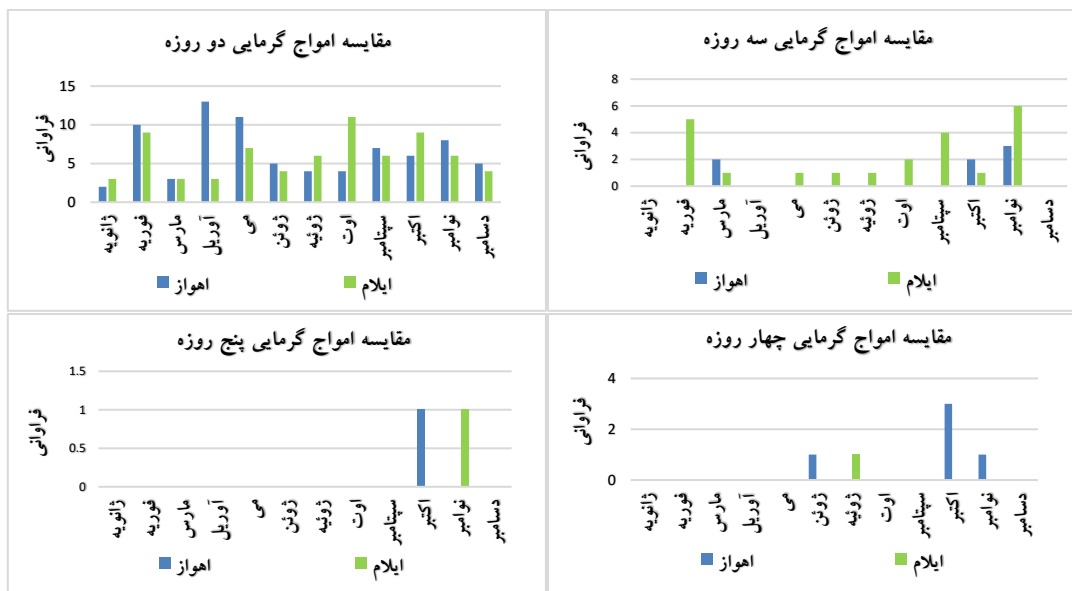 مقایسه امواج گرمایی سه روزه
8
6
4
2
0
فراوانی
ژانویه
فوریه
مارس
آوریل
می
ژوئن
ژوئیه
اوت
سپتامبر
اکتبر
نوامبر
دسامبر
اهواز
ایلام
مقایسه امواج گرمایی دو روزه
15
10
5
0
فراوانی
ژانویه
فوریه
مارس
آوریل
می
ژوئن
ژوئیه
اوت
سپتامبر
اکتبر
نوامبر
دسامبر
اهواز
ایلام
مقایسه امواج گرمایی چهار روزه
4
2
0
فراوانی
ژانویه
فوریه
مارس
آوریل
می
ژوئن
ژوئیه
اوت
سپتامبر
اکتبر
نوامبر
دسامبر
اهواز
ایلام
مقایسه امواج گرمایی پنج روزه
1.5
1
0.5
0
فراوانی
ژانویه
فوریه
مارس
آوریل
می
ژوئن
ژوئیه
اوت
سپتامبر
اکتبر
نوامبر
دسامبر
اهواز
ایلام